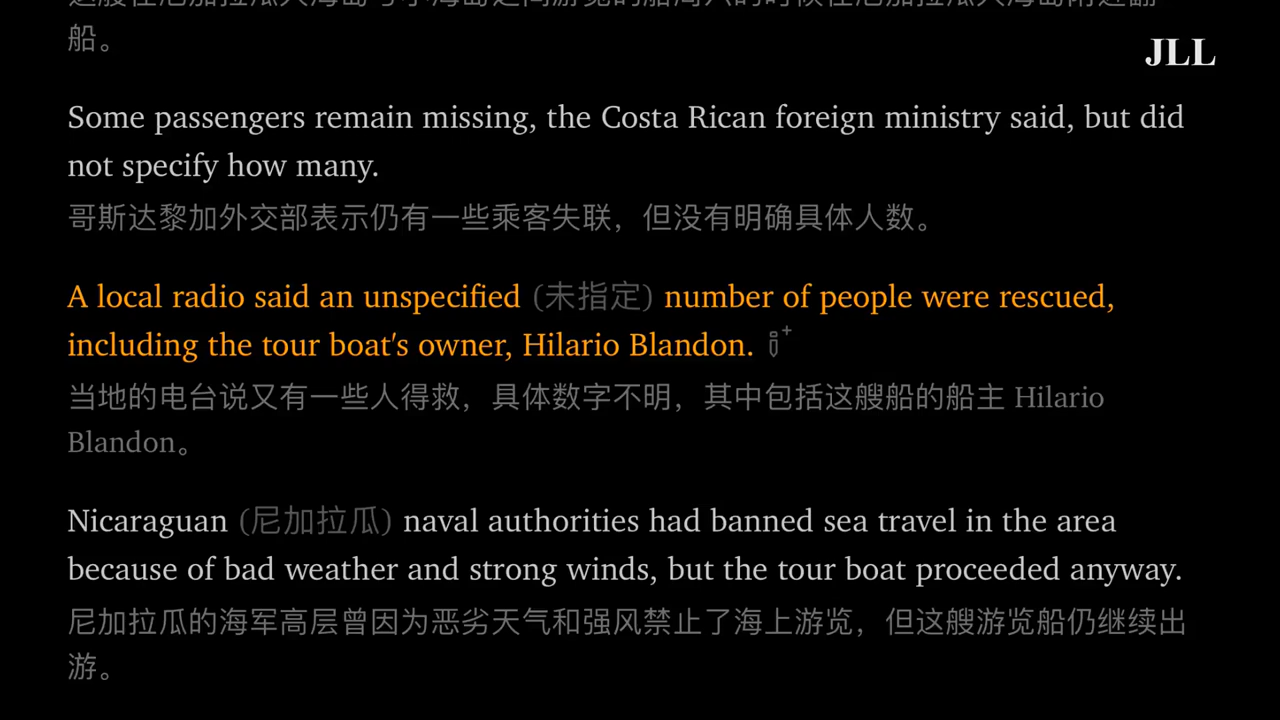 船。
JLL
Some passengers remain missing, the Costa Rican foreign ministry said, but did
not specify how many.
哥斯达黎加外交部表示仍有一些乘客失联，但没有明确具体人数。
A local radio said an unspecified (未指定) number of people were rescued,
including the tour boat's owner, Hilario Blandon.
当地的电台说又有一些人得救，具体数字不明，其中包括这艘船的船主 Hilario
Blandon。
Nicaraguan (尼加拉瓜) naval authorities had banned sea travel in the area
because of bad weather and strong winds, but the tour boat proceeded anyway.
尼加拉瓜的海军高层曾因为恶劣天气和强风禁止了海上游览，但这艘游览船仍继续出
游。